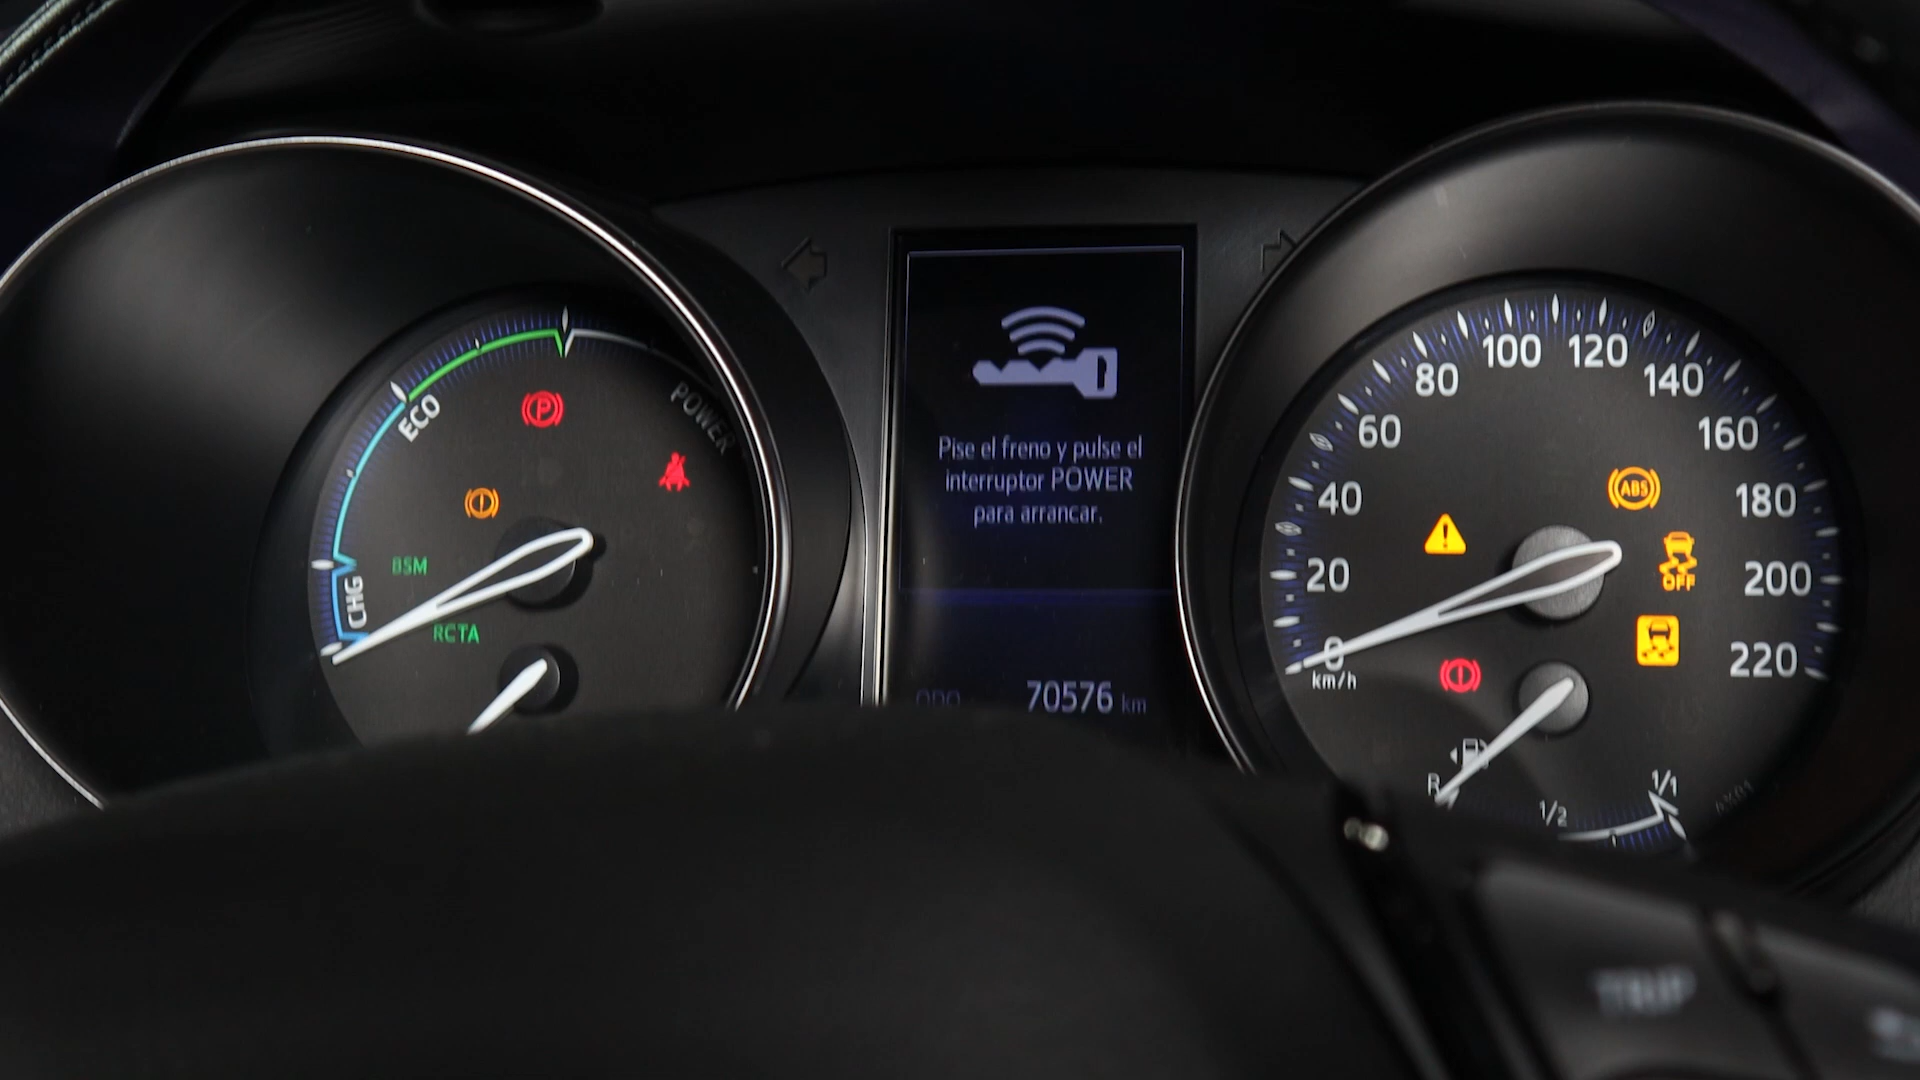 POWER
ECO
CHG
P
BSM
RCTA
Pise el freno y pulse el
interruptor POWER
para arrancar.
ODO 70576 km
0
20
40
60
80
100
120
140
160
180
200
220
km/h
ABS
OFF
R
1/2
1/1
TRIP